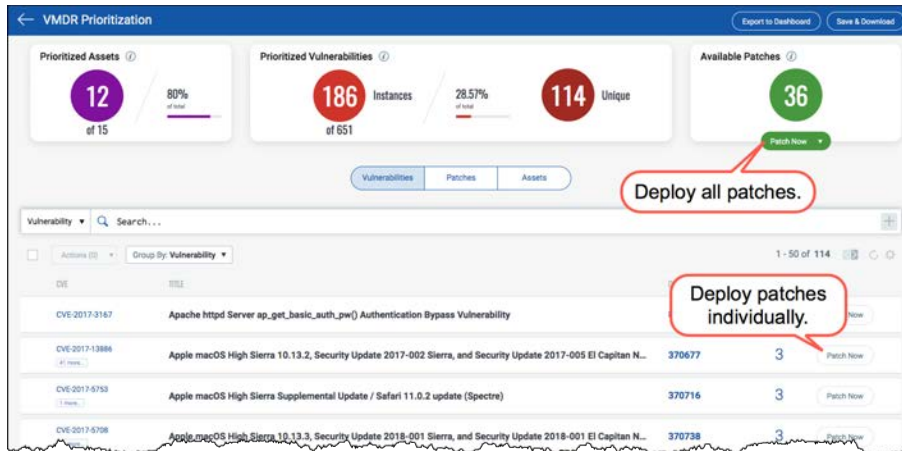 ← VMDR Prioritization
Export to Dashboard
Save & Download
Prioritized Assets
Prioritized Vulnerabilities
Available Patches
12
of 15
80%
of total
186
of 651
Instances
28.57%
of total
114
Unique
36
Patch Now
Deploy all patches.
Vulnerabilities
Patches
Assets
Vulnerability
Search...
Actions (0)
Group By: Vulnerability
1 - 50 of 114
CVE
TITLE
Deploy patches
individually.
CVE-2017-3167
Apache httpd Server ap_get_basic_auth_pw() Authentication Bypass Vulnerability
Now
CVE-2017-13886
41 more...
Apple macOS High Sierra 10.13.2, Security Update 2017-002 Sierra, and Security Update 2017-005 El Capitan N...
370677
3
Patch Now
CVE-2017-5753
1 more...
Apple macOS High Sierra Supplemental Update / Safari 11.0.2 update (Spectre)
370716
3
Patch Now
CVE-2017-5708
Apple macOS High Sierra 10.13.3, Security Update 2018-001 Sierra, and Security Update 2018-001 El Capitan N...
370738
3
Patch Now